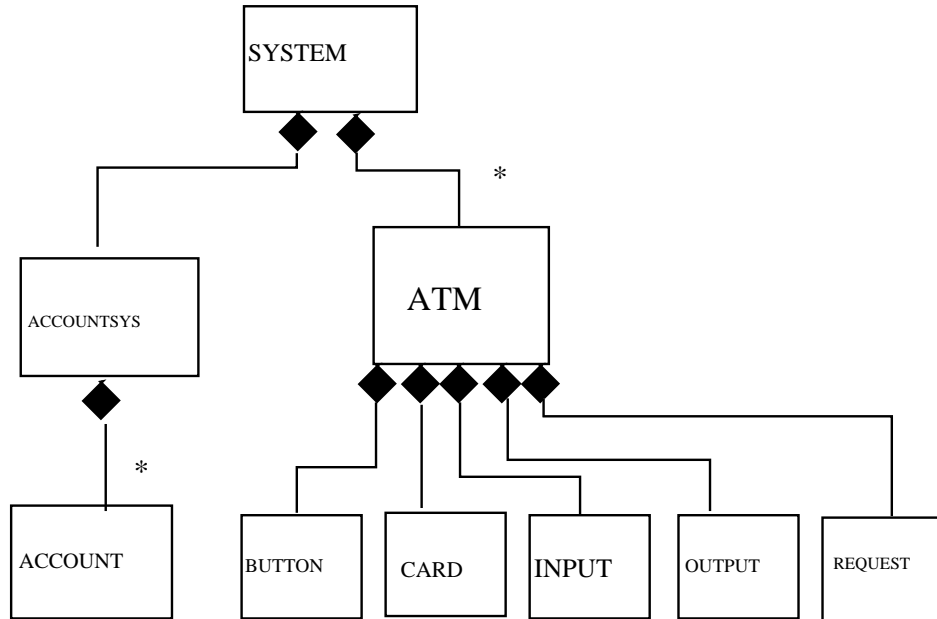 SYSTEM
*
ACCOUNTSYS
ATM
*
ACCOUNT
BUTTON
CARD
INPUT
OUTPUT
REQUEST